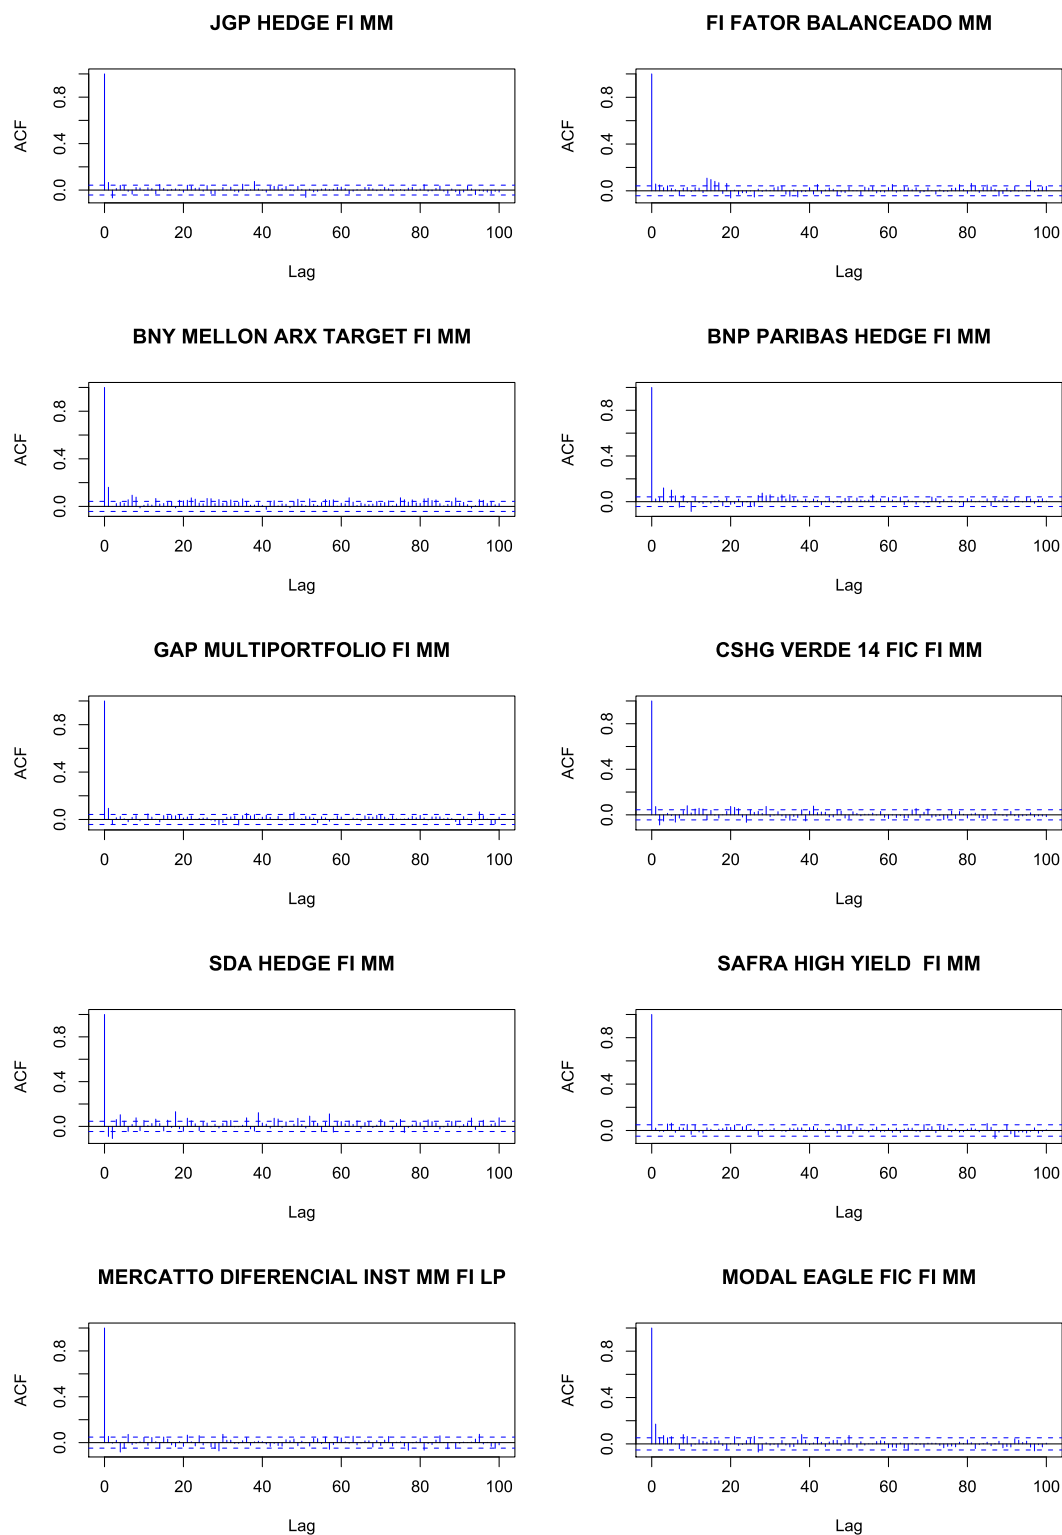 JGP HEDGE FI MM
ACF
0.0 0.4 0.8
0 20 40 60 80 100
Lag
FI FATOR BALANCEADO MM
ACF
0.0 0.4 0.8
0 20 40 60 80 100
Lag
BNY MELLON ARX TARGET FI MM
ACF
0.0 0.4 0.8
0 20 40 60 80 100
Lag
BNP PARIBAS HEDGE FI MM
ACF
0.0 0.4 0.8
0 20 40 60 80 100
Lag
GAP MULTIPORTFOLIO FI MM
ACF
0.0 0.4 0.8
0 20 40 60 80 100
Lag
CSHG VERDE 14 FIC FI MM
ACF
0.0 0.4 0.8
0 20 40 60 80 100
Lag
SDA HEDGE FI MM
ACF
0.0 0.4 0.8
0 20 40 60 80 100
Lag
SAFRA HIGH YIELD  FI MM
ACF
0.0 0.4 0.8
0 20 40 60 80 100
Lag
MERCATTO DIFERENCIAL INST MM FI LP
ACF
0.0 0.4 0.8
0 20 40 60 80 100
Lag
MODAL EAGLE FIC FI MM
ACF
0.0 0.4 0.8
0 20 40 60 80 100
Lag